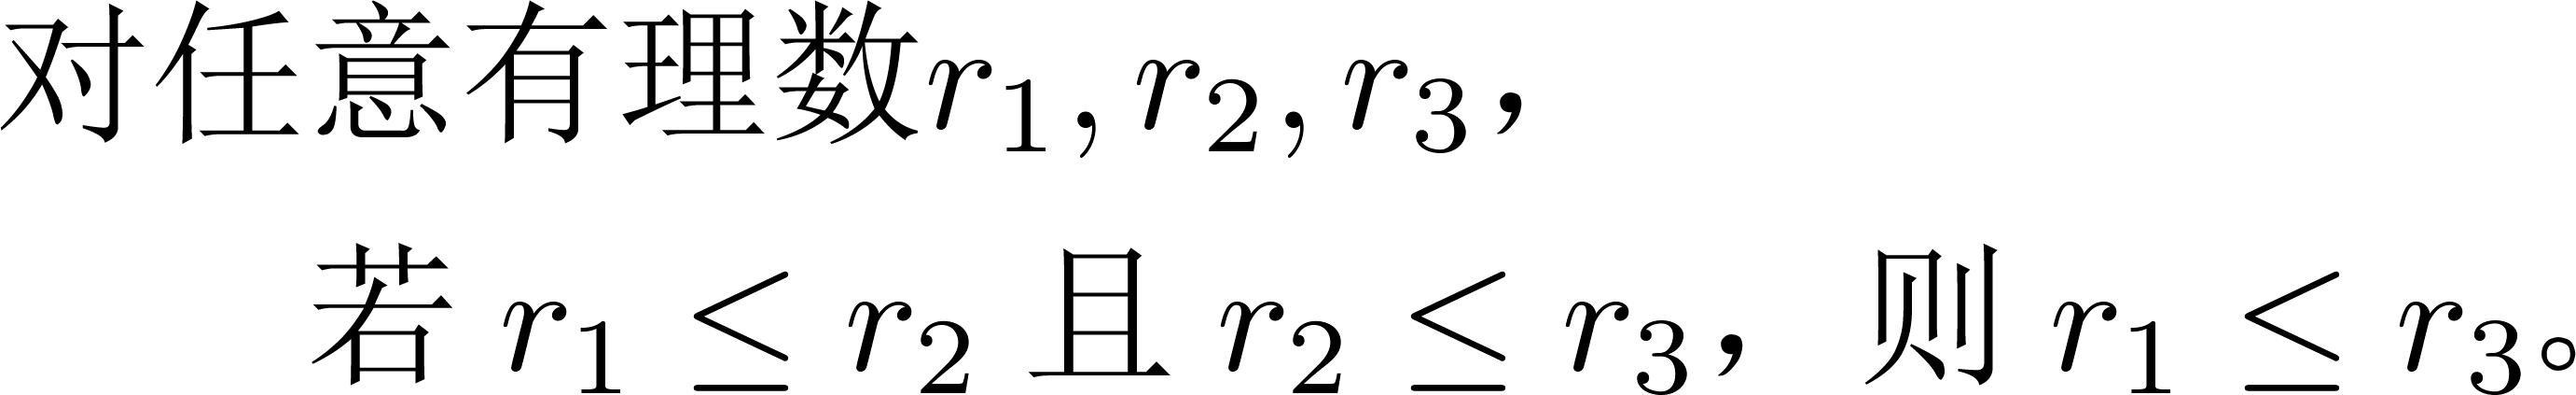 对任意有理数r₁, r₂, r₃，
若 r₁ ≤ r₂ 且 r₂ ≤ r₃，则 r₁ ≤ r₃。